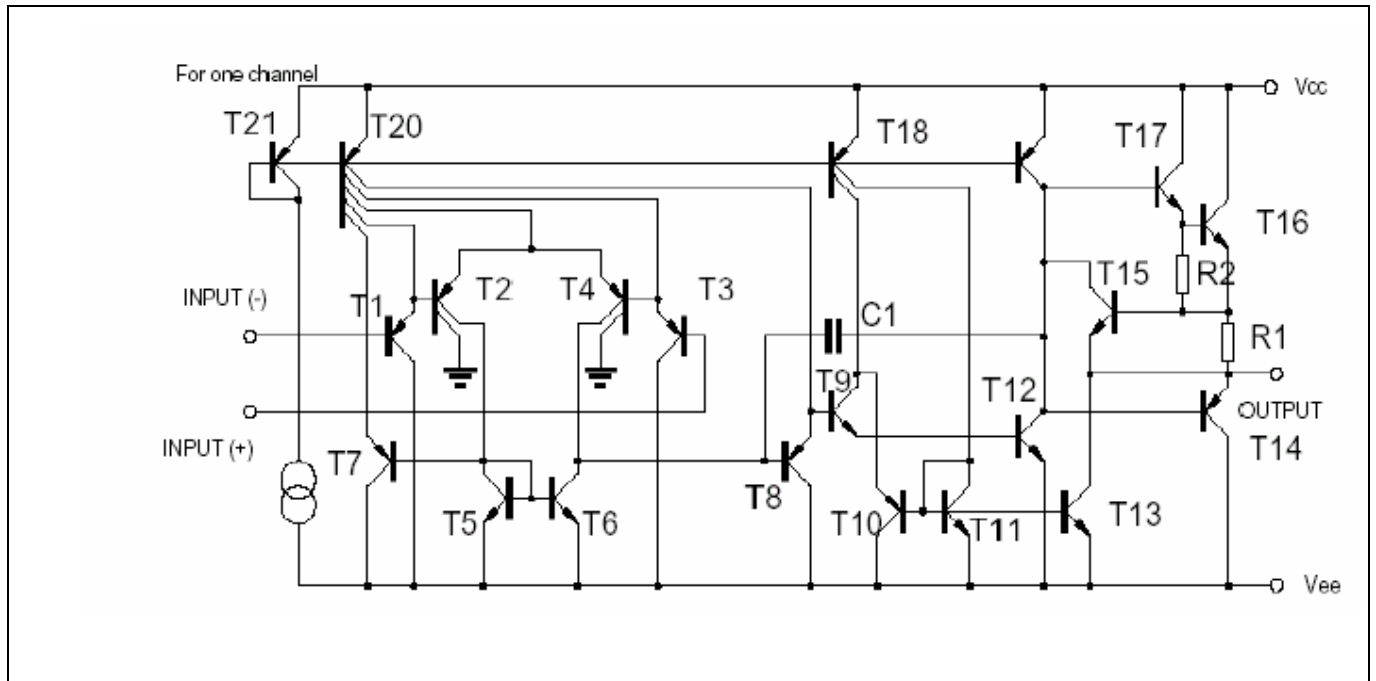 For one channel
Vcc
T21
T20
T18
T17
T16
T15
R2
INPUT (-)
T1
T2
T4
T3
C1
R1
T9
T12
OUTPUT
INPUT (+)
T7
T14
T5
T6
T8
T10
T11
T13
Vee